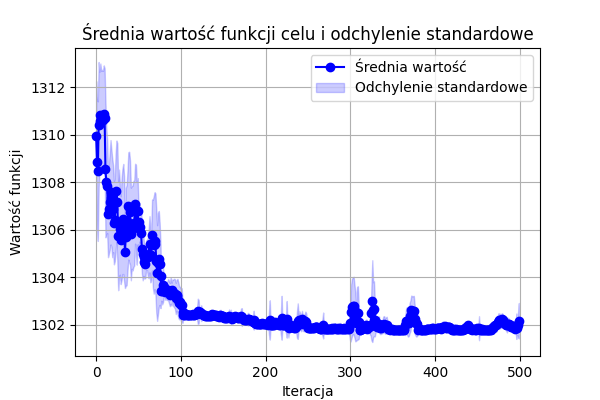 Średnia wartość funkcji celu i odchylenie standardowe
Średnia wartość
Odchylenie standardowe
Wartość funkcji
1312
1310
1308
1306
1304
1302
0
100
200
300
400
500
Iteracja